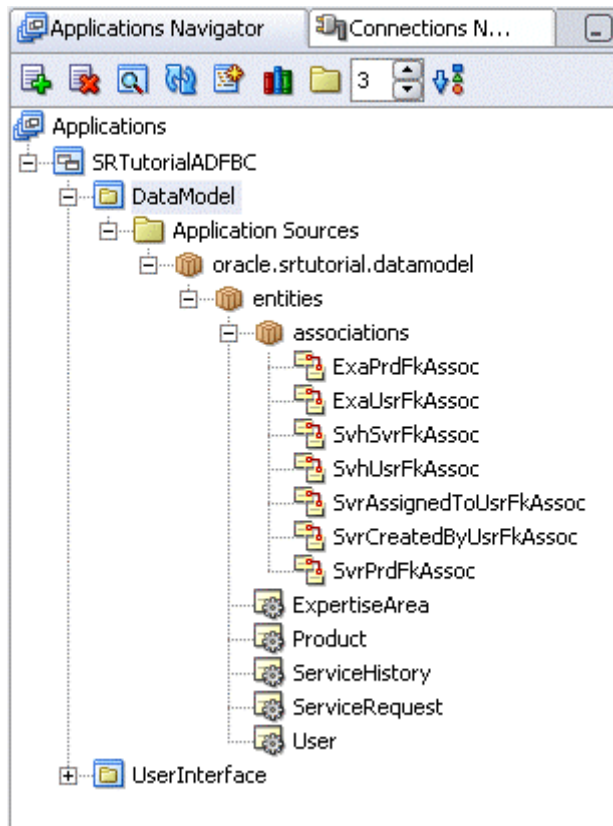 Applications Navigator
Connections N...
3
Applications
SRTutorialADFBC
DataModel
Application Sources
oracle.srtutorial.datamodel
entities
associations
ExaPrdFkAssoc
ExaUsrFkAssoc
SvhSvrFkAssoc
SvhUsrFkAssoc
SvrAssignedToUsrFkAssoc
SvrCreatedByUsrFkAssoc
SvrPrdFkAssoc
ExpertiseArea
Product
ServiceHistory
ServiceRequest
User
UserInterface